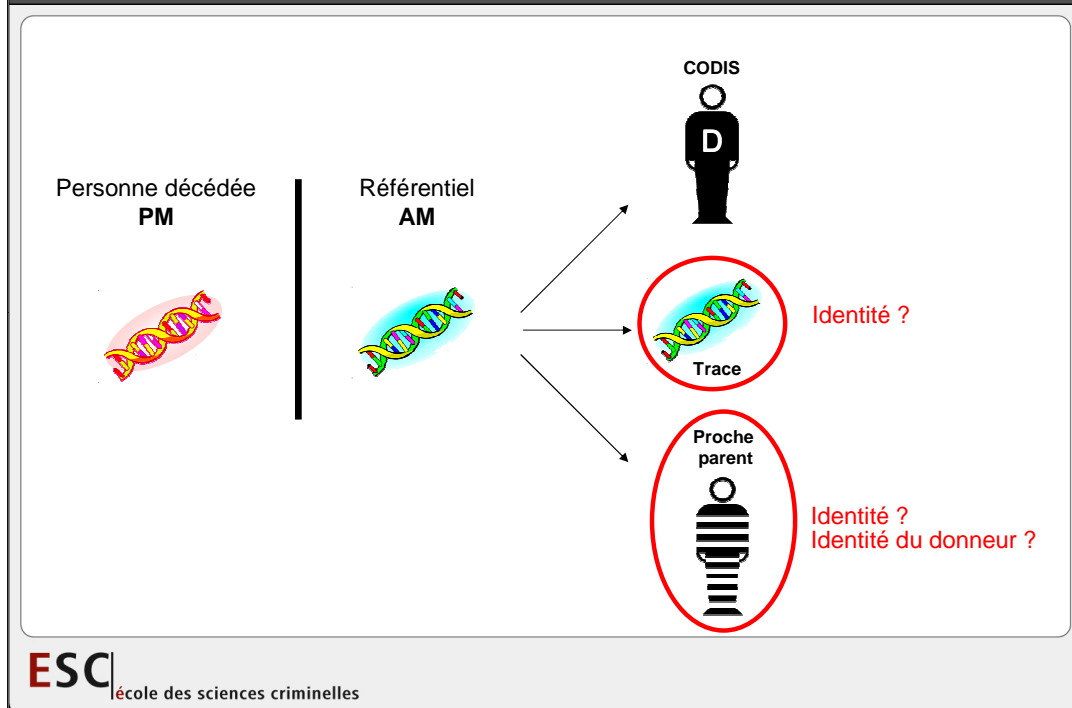 CODIS
D
Personne décédée
PM
Référentiel
AM
Trace
Identité ?
Proche
parent
Identité ?
Identité du donneur ?
ESC
école des sciences criminelles